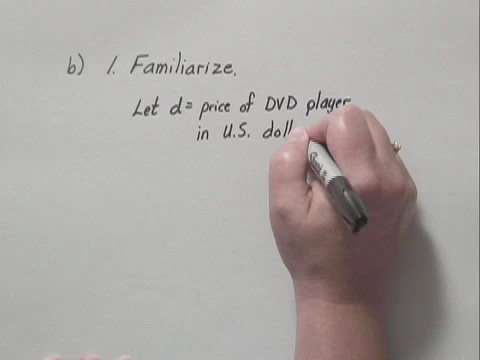 b) 1. Familiarize.
Let d = price of DVD player
in U.S. doll